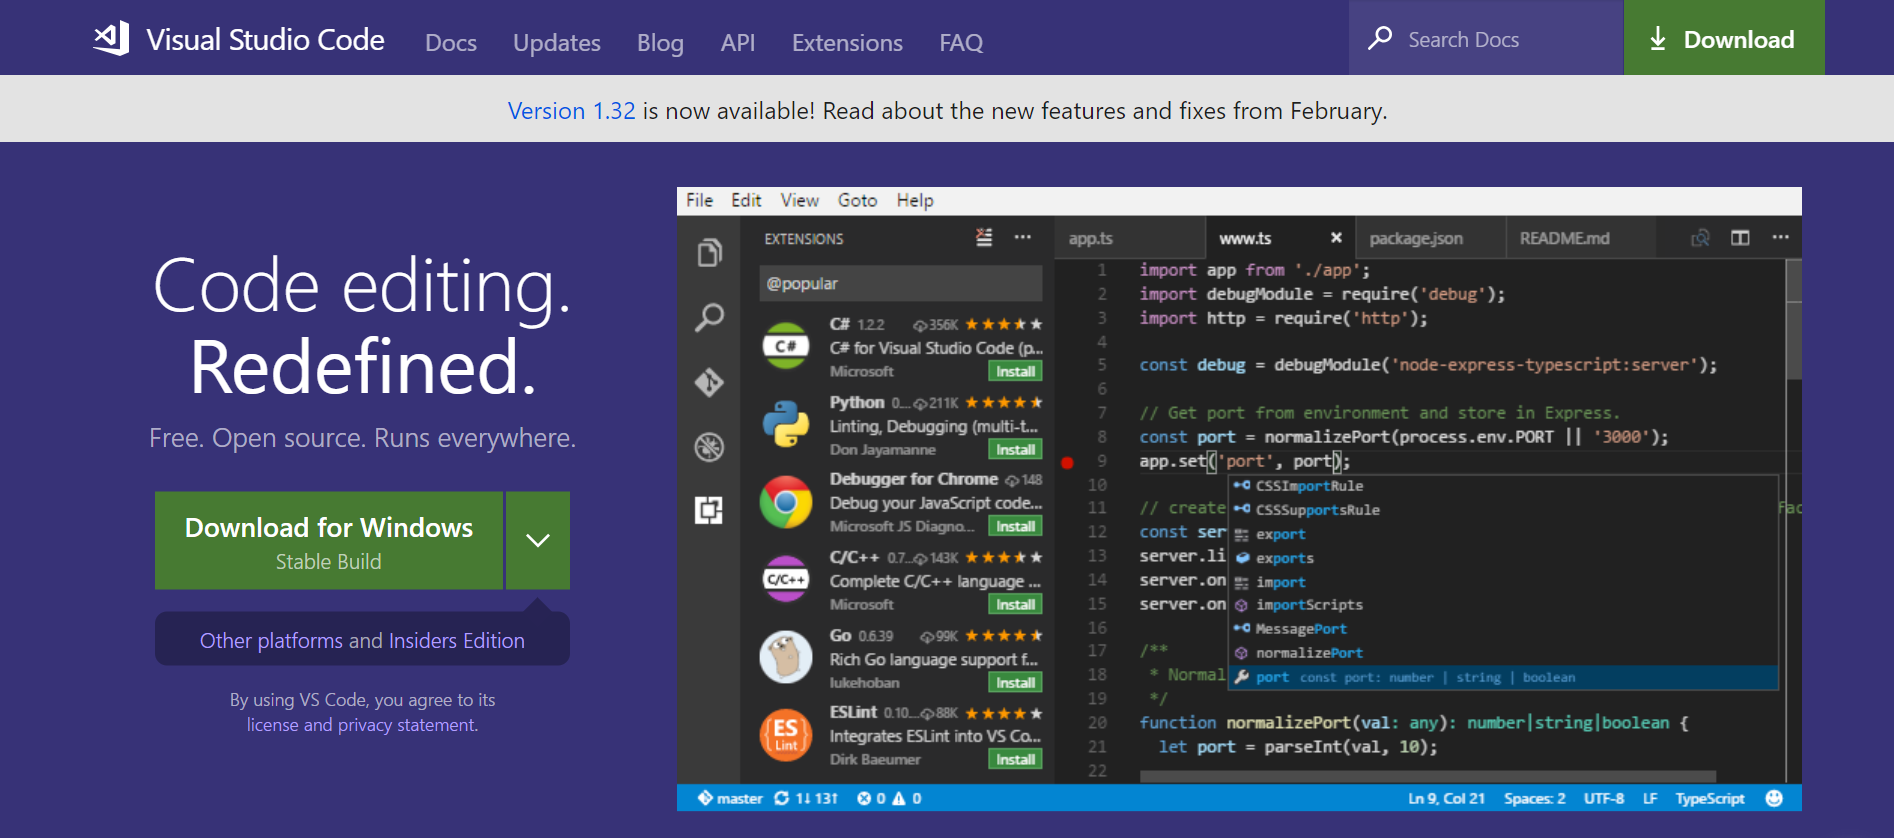 Visual Studio Code Docs Updates Blog API Extensions FAQ Search Docs Download
Version 1.32 is now available! Read about the new features and fixes from February.
Code editing.
Redefined.
Free. Open source. Runs everywhere.
Download for Windows
Stable Build
Other platforms and Insiders Edition
By using VS Code, you agree to its
license and privacy statement.
File Edit View Goto Help
EXTENSIONS
@popular
C# 1.2.2 356K
C# for Visual Studio Code (p...
Microsoft Install
C#
Python 0.... 211K
Linting, Debugging (multi-t...
Don Jayamanne Install
Debugger for Chrome 148
Debug your JavaScript code...
Microsoft JS Diagno... Install
C/C++ 0.7... 143K
Complete C/C++ language ...
Microsoft Install
C/C++
Go 0.6.39 99K
Rich Go language support f...
lukehoban Install
ESLint 0.10... 88K
Integrates ESLint into VS Co...
Dirk Baeumer Install
ES
Lint
app.ts www.ts package.json README.md
1 import app from './app';
2 import debugModule = require('debug');
3 import http = require('http');
4
5 const debug = debugModule('node-express-typescript:server');
6
7 // Get port from environment and store in Express.
8 const port = normalizePort(process.env.PORT || '3000');
9 app.set('port', port);
10
11 // create fac
12 const ser
13 server.li
14 server.on
15 server.on
16
17 /**
18 * Normal
19 */
20 function normalizePort(val: any): number|string|boolean {
21 let port = parseInt(val, 10);
22
CSSImportRule
CSSSupportsRule
export
exports
import
importScripts
MessagePort
normalizePort
port const port: number | string | boolean
master 1↓ 13↑ 0 0 Ln 9, Col 21 Spaces: 2 UTF-8 LF TypeScript